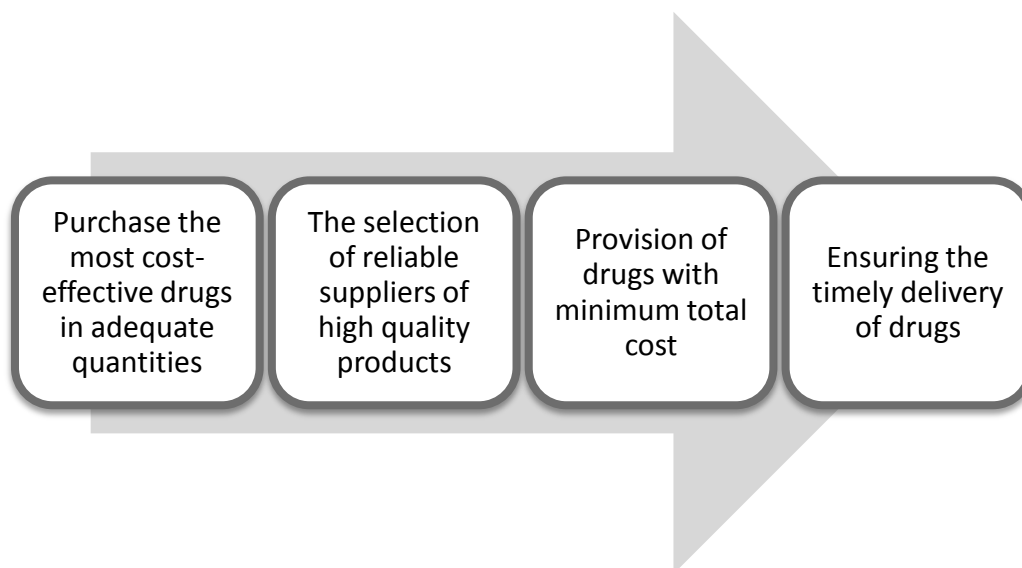 Purchase the
most cost-
effective drugs
in adequate
quantities
The selection
of reliable
suppliers of
high quality
products
Provision of
drugs with
minimum total
cost
Ensuring the
timely delivery
of drugs